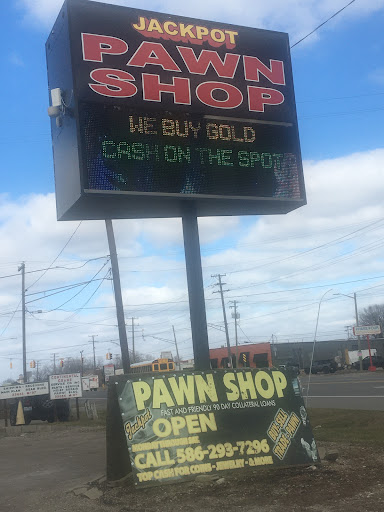 JACKPOT
PAWN
SHOP
WE BUY GOLD
CASH ON THE SPOT
PAWN SHOP
FAST AND FRIENDLY 90 DAY COLLATERAL LOANS
Jackpot
OPEN
CALL 586-293-7296
TOP CASH FOR COINS - JEWELRY - & MORE